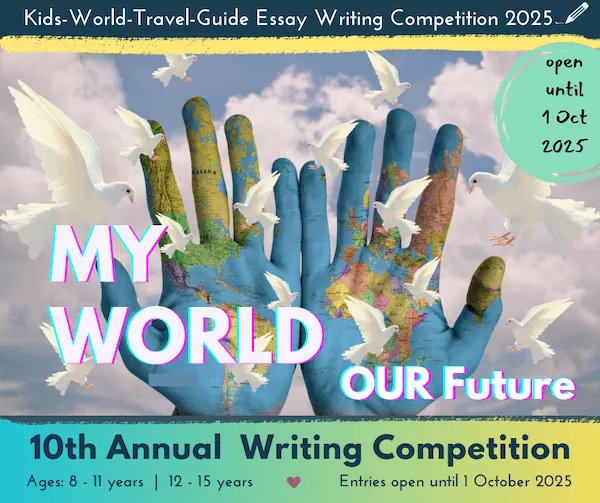 Kids-World-Travel-Guide Essay Writing Competition 2025
open
until
1 Oct
2025
CANADA
MY
WORLD
OUR Future
10th Annual Writing Competition
Ages: 8 - 11 years | 12 - 15 years
Entries open until 1 October 2025